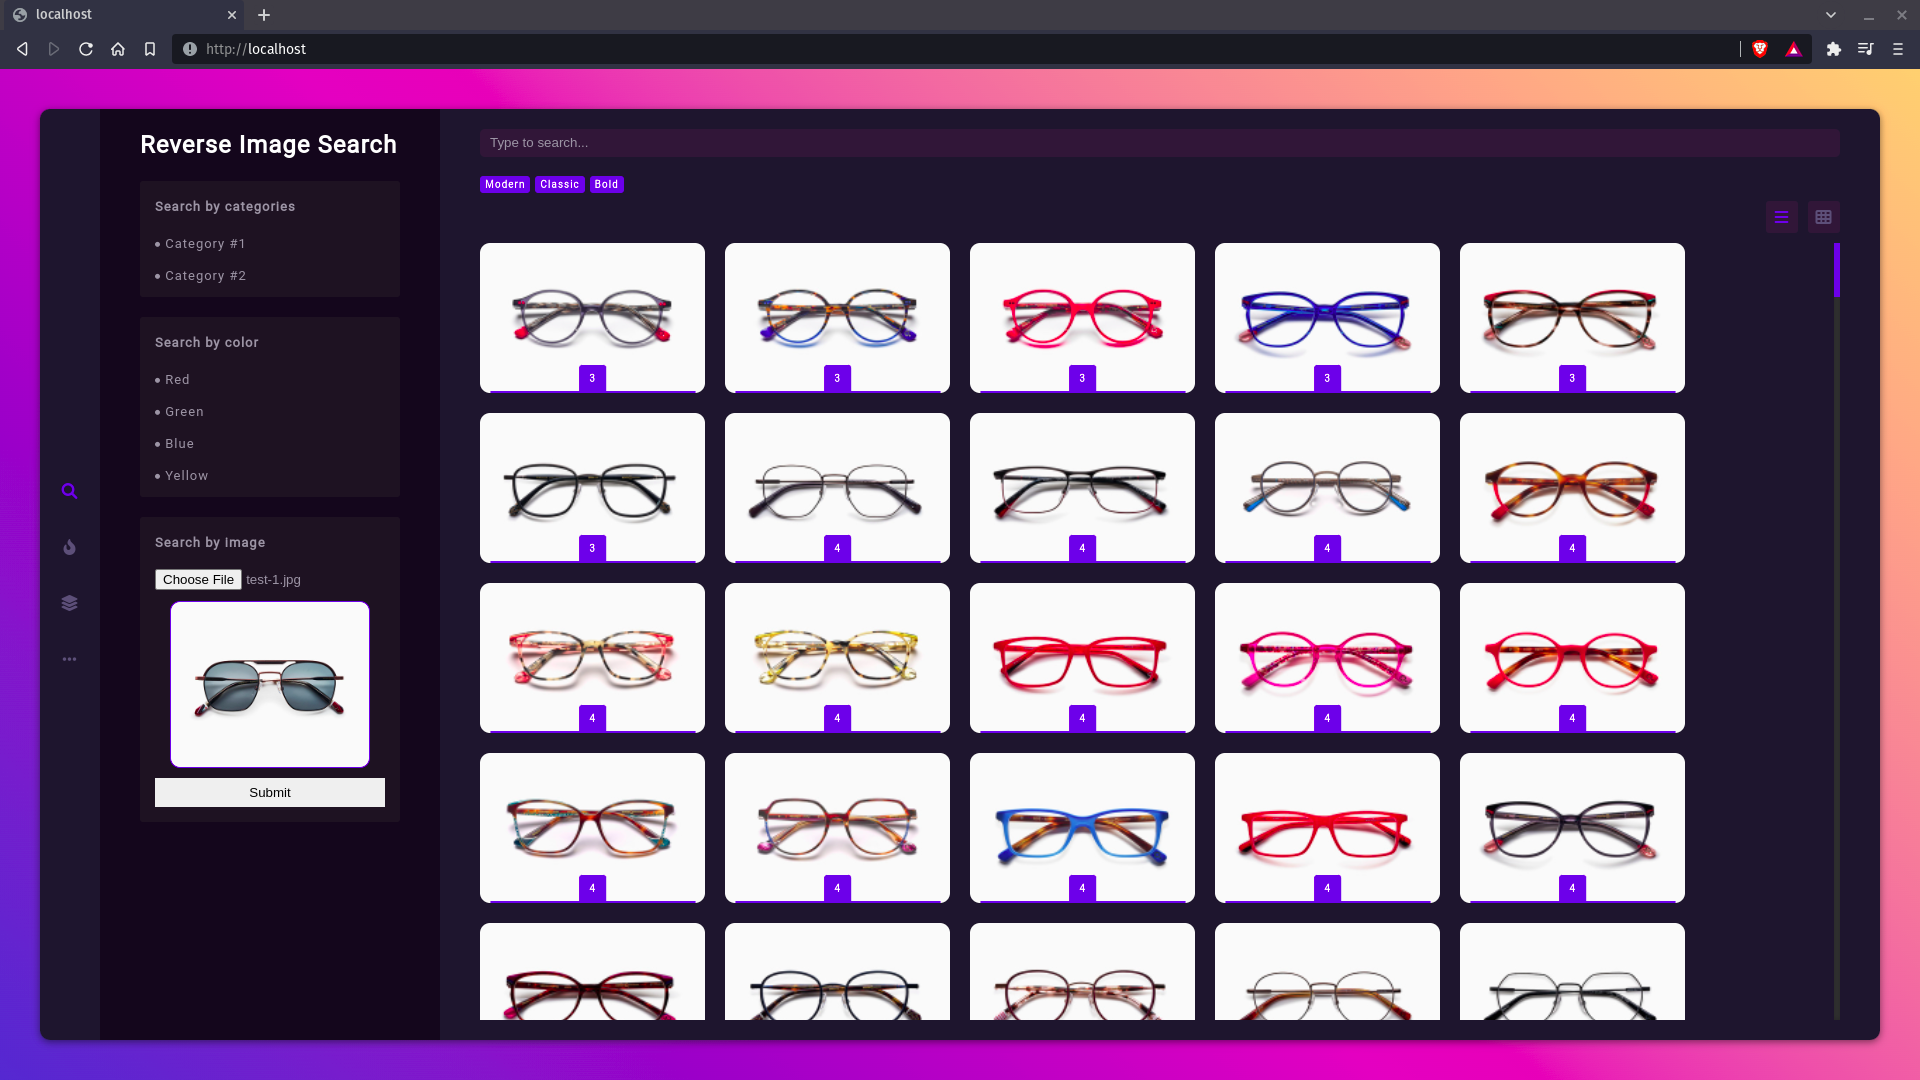 localhost
http://localhost
Reverse Image Search
Search by categories
Category #1
Category #2
Search by color
Red
Green
Blue
Yellow
Search by image
Choose File test-1.jpg
Submit
Type to search...
Modern Classic Bold
3 3 3 3 3
3 4 4 4 4
4 4 4 4 4
4 4 4 4 4